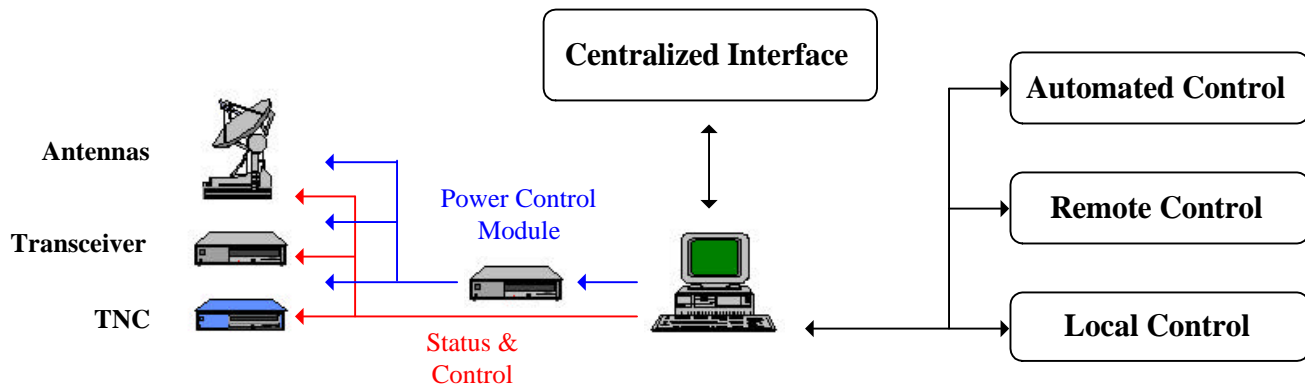 Centralized Interface
Automated Control
Antennas
Power Control
Module
Remote Control
Transceiver
TNC
Local Control
Status &
Control